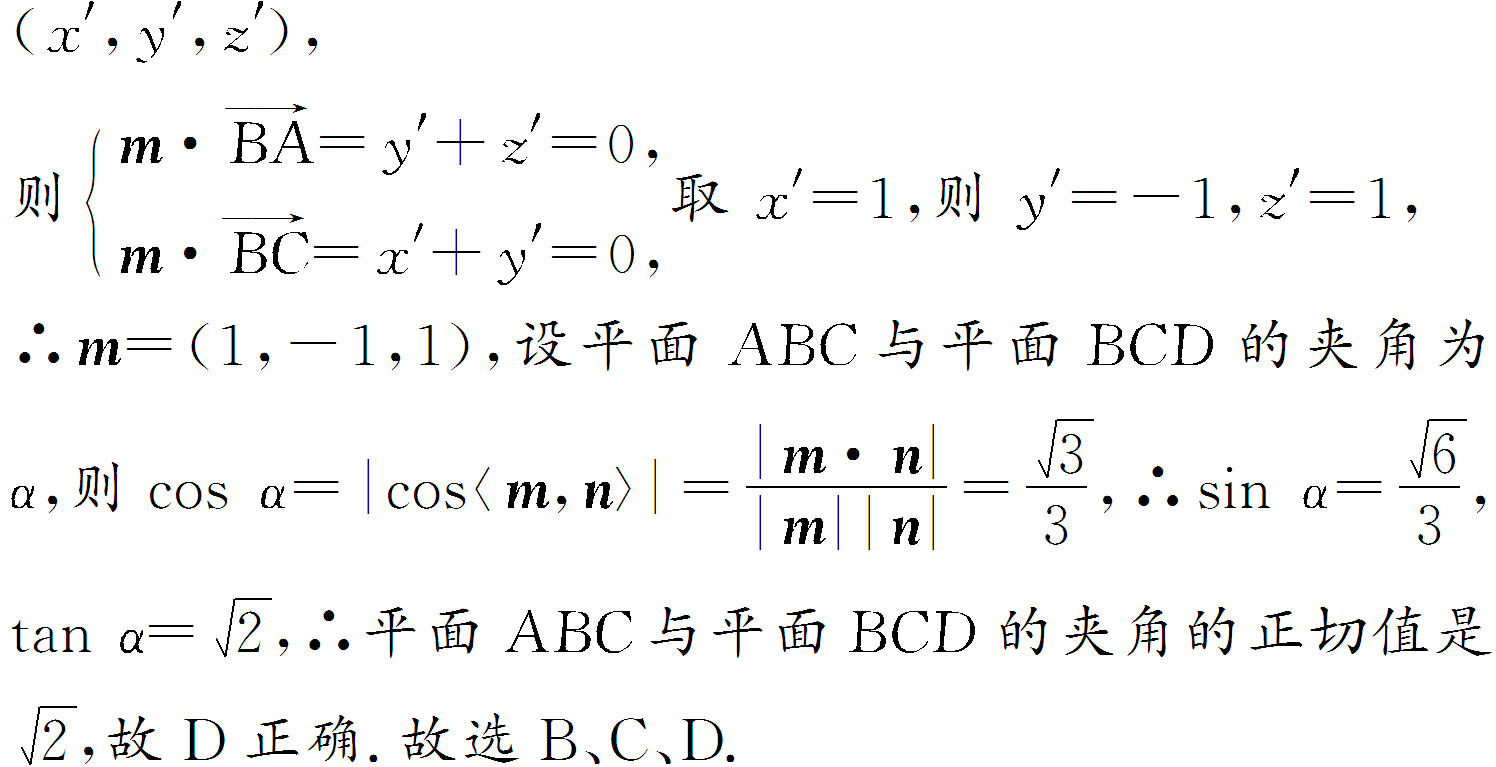 (x′, y′, z′),
则 { m·BA→ = y′ + z′ = 0,
m·BC→ = x′ + y′ = 0, 取 x′ = 1, 则 y′ = −1, z′ = 1,
∴ m = (1, −1, 1), 设平面 ABC 与平面 BCD 的夹角为
α, 则 cos α = |cos⟨m, n⟩| = |m·n| / |m||n| = √3/3, ∴ sin α = √6/3,
tan α = √2, ∴ 平面 ABC 与平面 BCD 的夹角的正切值是
√2, 故 D 正确. 故选 B、C、D.